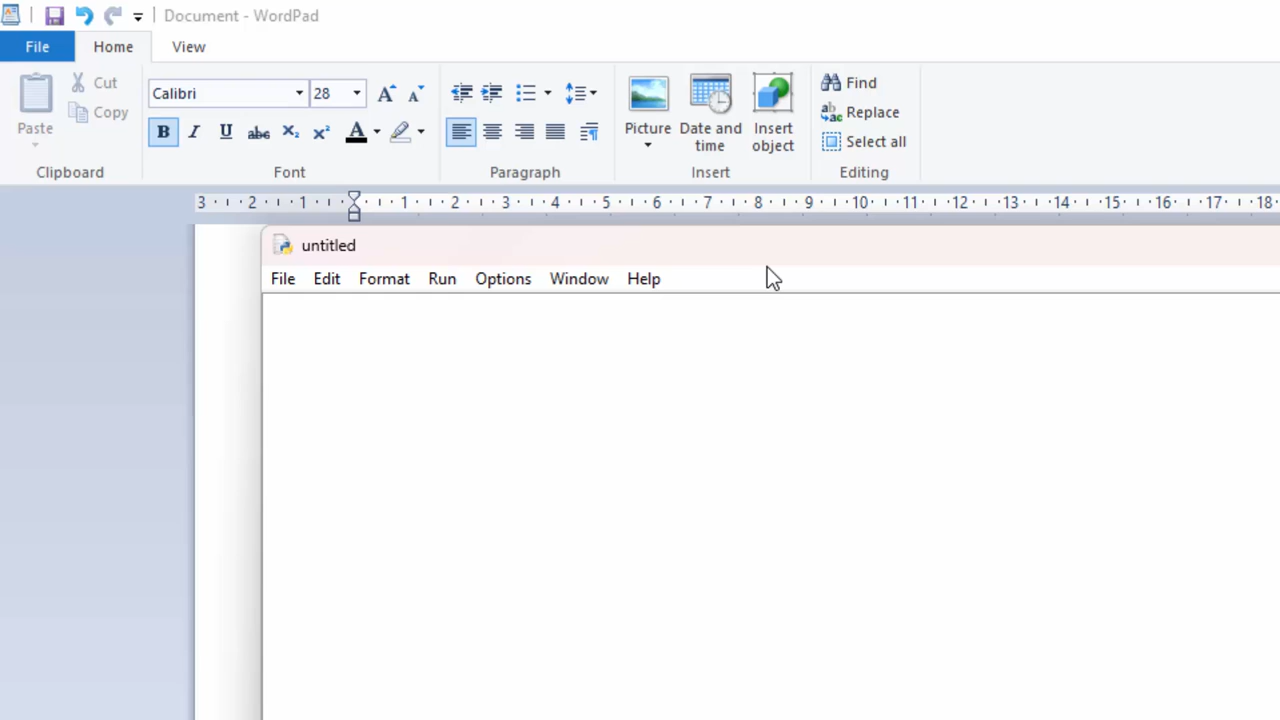 Document - WordPad
File Home View
Paste Cut Copy
Clipboard
Calibri 28
B I U abc X₂ X² A
Font
Paragraph
Picture Date and time Insert object
Insert
Find
Replace
Select all
Editing
3 2 1 1 2 3 4 5 6 7 8 9 10 11 12 13 14 15 16 17 18
untitled
File Edit Format Run Options Window Help